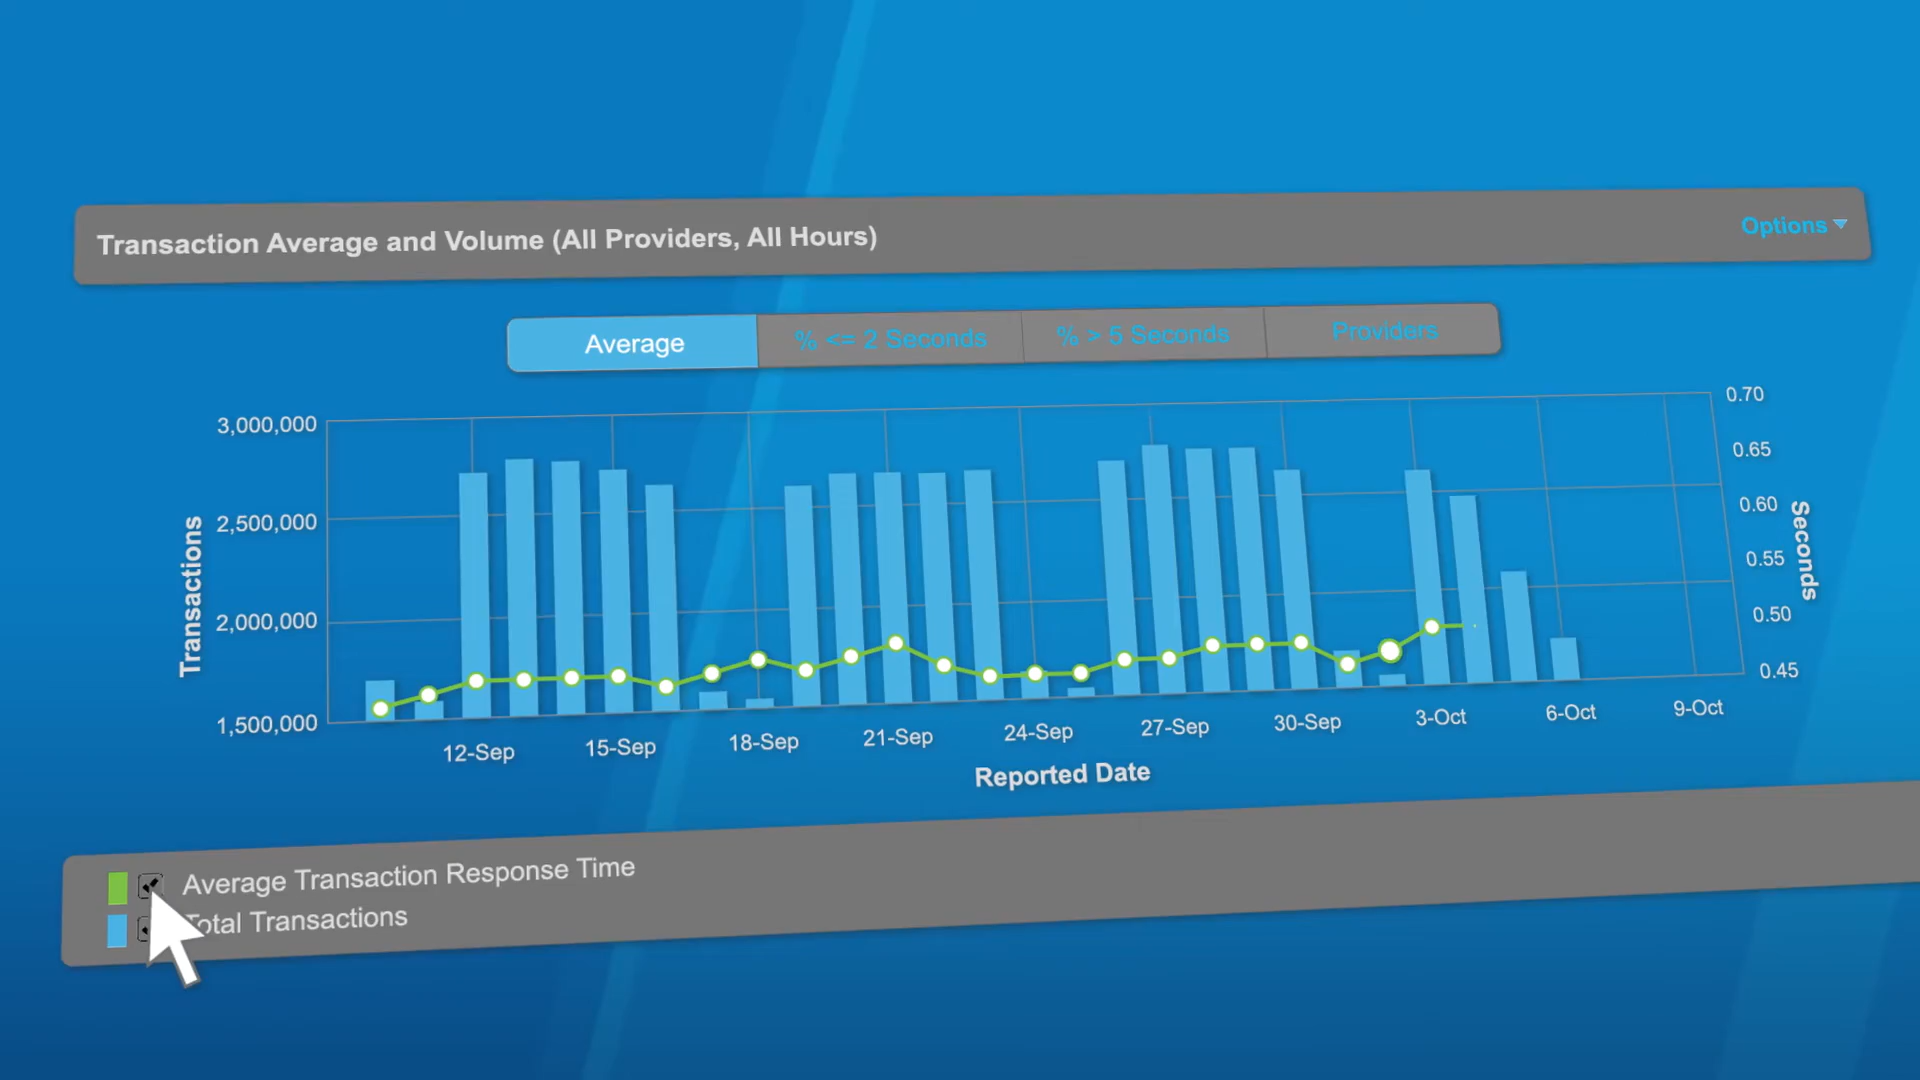 Transaction Average and Volume (All Providers, All Hours)
Options
Average
% <= 2 Seconds
% > 5 Seconds
Providers
3,000,000
2,500,000
2,000,000
1,500,000
Transactions
0.70
0.65
0.60
0.55
0.50
0.45
Seconds
12-Sep
15-Sep
18-Sep
21-Sep
24-Sep
27-Sep
30-Sep
3-Oct
6-Oct
9-Oct
Reported Date
Average Transaction Response Time
Total Transactions